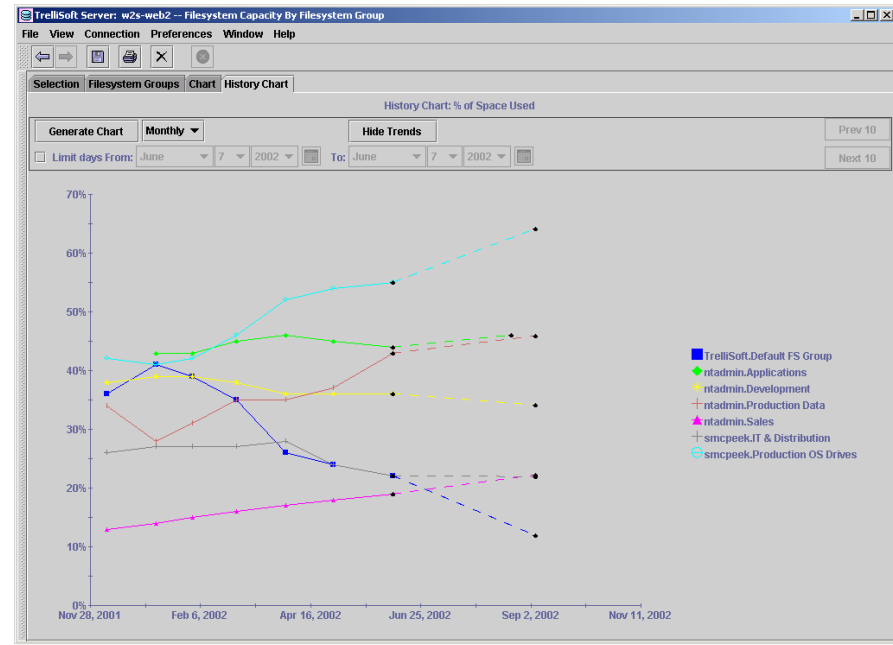 TrelliSoft Server: w2s-web2 -- Filesystem Capacity By Filesystem Group
File View Connection Preferences Window Help
Selection Filesystem Groups Chart History Chart
History Chart: % of Space Used
Generate Chart Monthly Hide Trends Prev 10
Limit days From: June 7 2002 To: June 7 2002 Next 10
70%
60%
50%
40%
30%
20%
10%
0%
TrelliSoft.Default FS Group
ntadmin.Applications
ntadmin.Development
ntadmin.Production Data
ntadmin.Sales
smcpeek.IT & Distribution
smcpeek.Production OS Drives
Nov 28, 2001 Feb 6, 2002 Apr 16, 2002 Jun 25, 2002 Sep 2, 2002 Nov 11, 2002